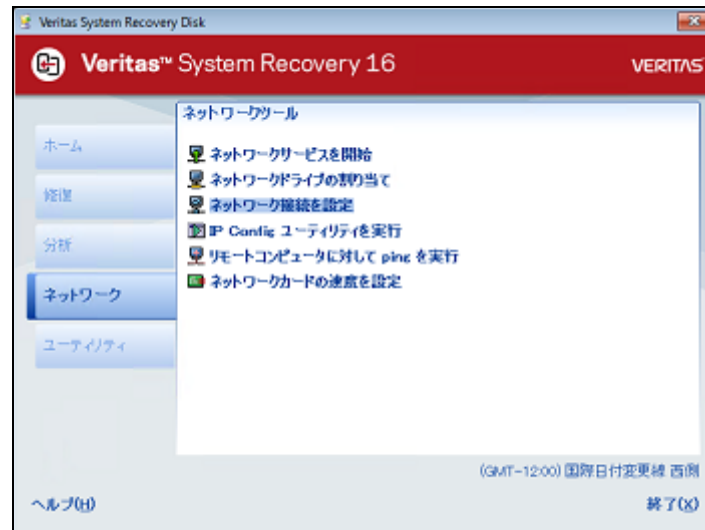 Veritas System Recovery Disk
Veritas™ System Recovery 16
VERITAS
ネットワークツール
ホーム
修復
分析
ネットワーク
ユーティリティ
ネットワークサービスを開始
ネットワークドライブの割り当て
ネットワーク接続を設定
IP Config ユーティリティを実行
リモートコンピュータに対して ping を実行
ネットワークカードの速度を設定
(GMT-12:00) 国際日付変更線 西側
ヘルプ(H)
終了(X)